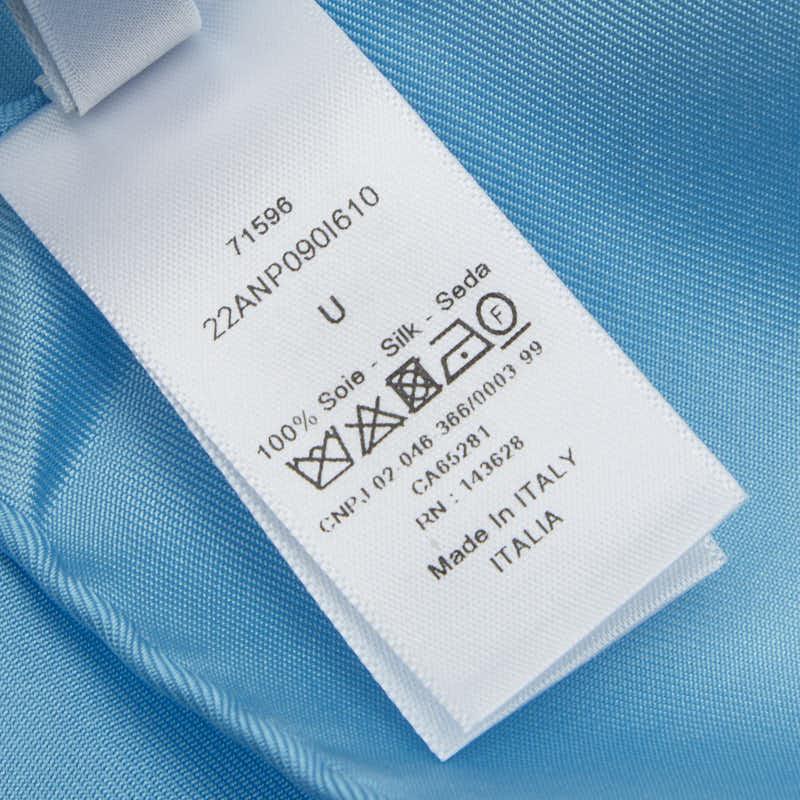 71596
22ANP090I610
U
100% Soie - Silk - Seda
F
CNPJ 02 046 366/0003 99
CA65281
RN : 143628
Made In ITALY
ITALIA